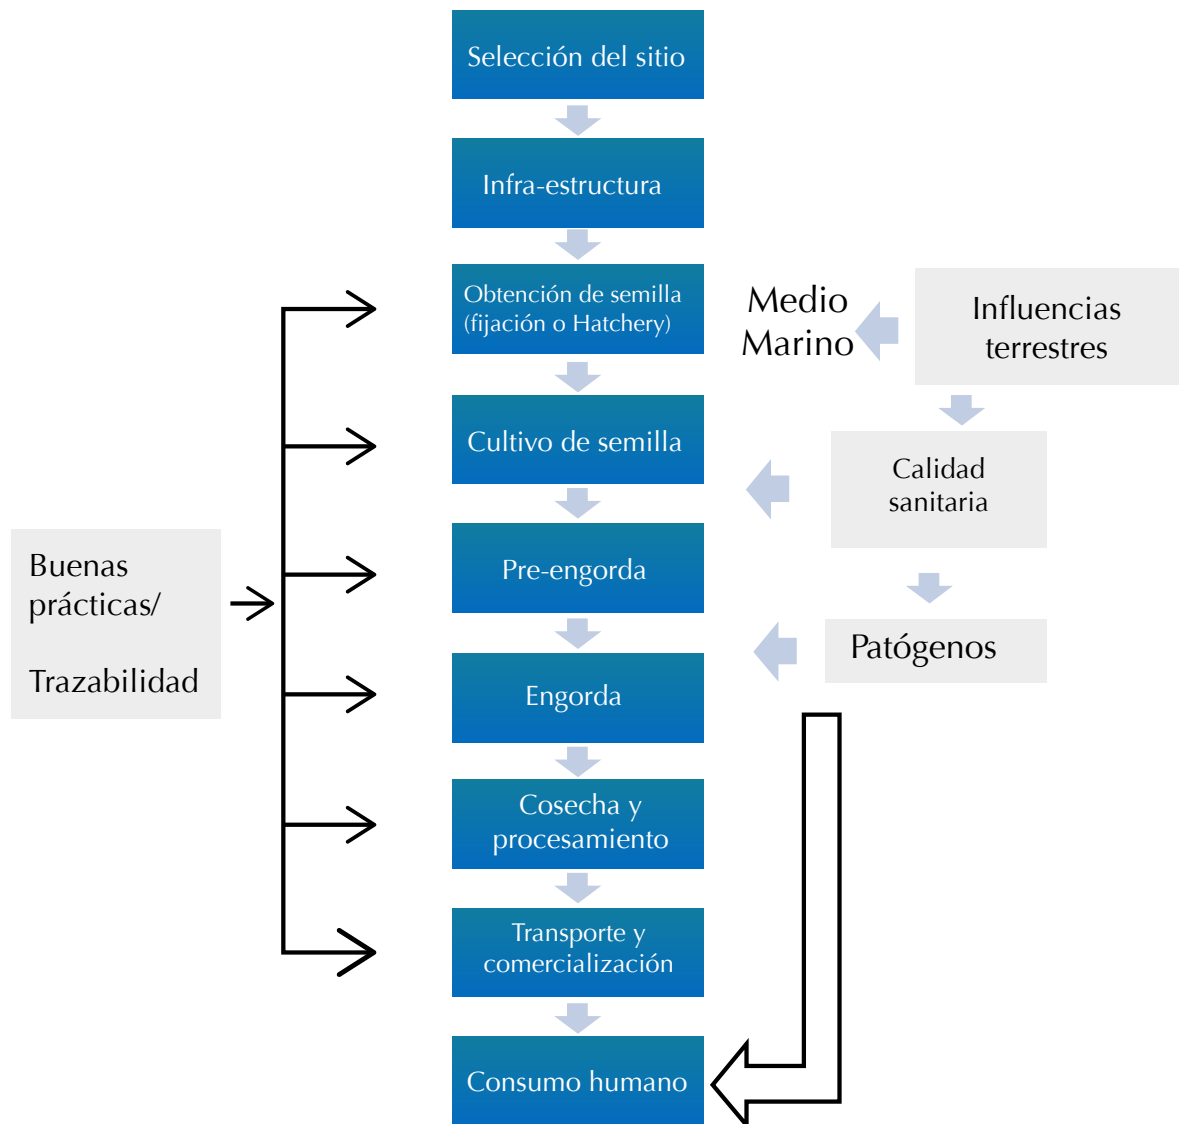 Selección del sitio
Infra-estructura
Obtención de semilla
(fijación o Hatchery)
Medio
Marino
Influencias
terrestres
Cultivo de semilla
Calidad
sanitaria
Buenas
prácticas/
Trazabilidad
Pre-engorda
Patógenos
Engorda
Cosecha y
procesamiento
Transporte y
comercialización
Consumo humano